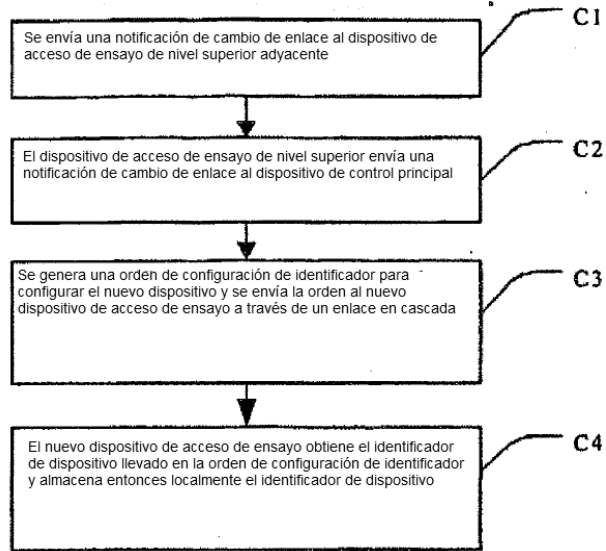 C1
Se envía una notificación de cambio de enlace al dispositivo de
acceso de ensayo de nivel superior adyacente
C2
El dispositivo de acceso de ensayo de nivel superior envía una
notificación de cambio de enlace al dispositivo de control principal
C3
Se genera una orden de configuración de identificador para
configurar el nuevo dispositivo y se envía la orden al nuevo
dispositivo de acceso de ensayo a través de un enlace en cascada
C4
El nuevo dispositivo de acceso de ensayo obtiene el identificador
de dispositivo llevado en la orden de configuración de identificador
y almacena entonces localmente el identificador de dispositivo